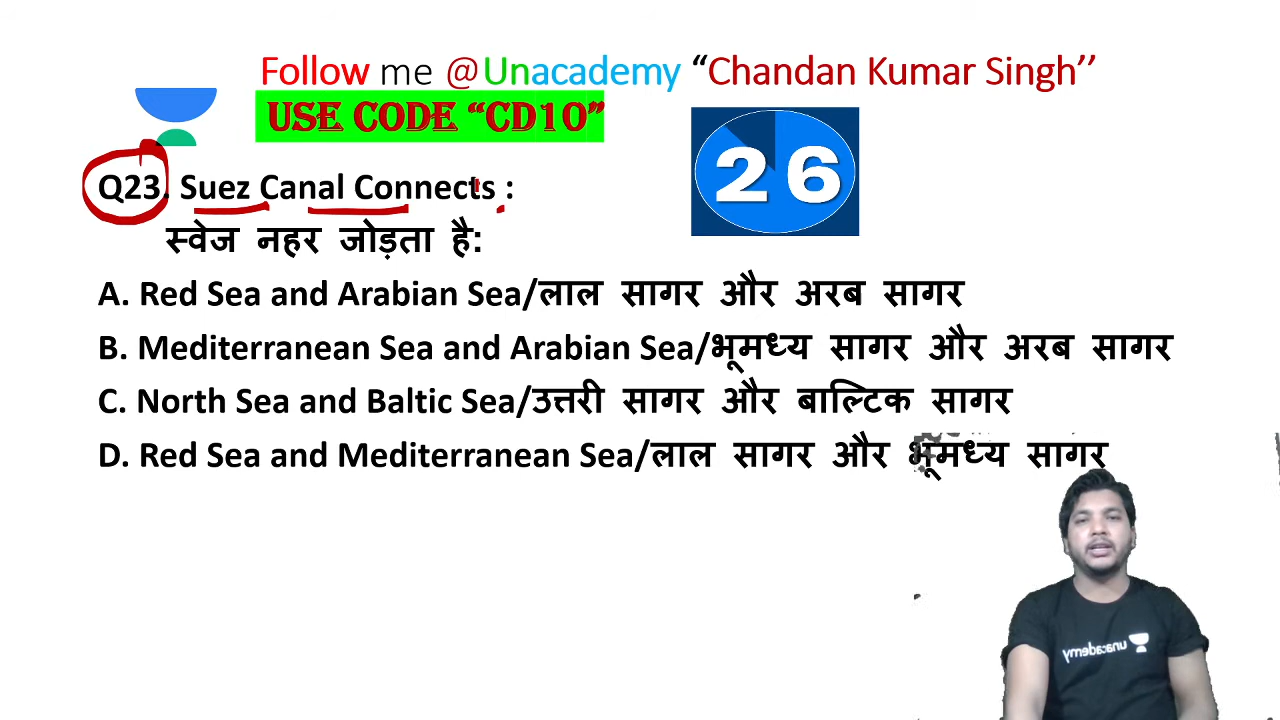 Follow me @Unacademy “Chandan Kumar Singh’’
USE CODE “CD10”
26
Q23. Suez Canal Connects :
स्वेज नहर जोड़ता है:
A. Red Sea and Arabian Sea/लाल सागर और अरब सागर
B. Mediterranean Sea and Arabian Sea/भूमध्य सागर और अरब सागर
C. North Sea and Baltic Sea/उत्तरी सागर और बाल्टिक सागर
D. Red Sea and Mediterranean Sea/लाल सागर और भूमध्य सागर
unacademy